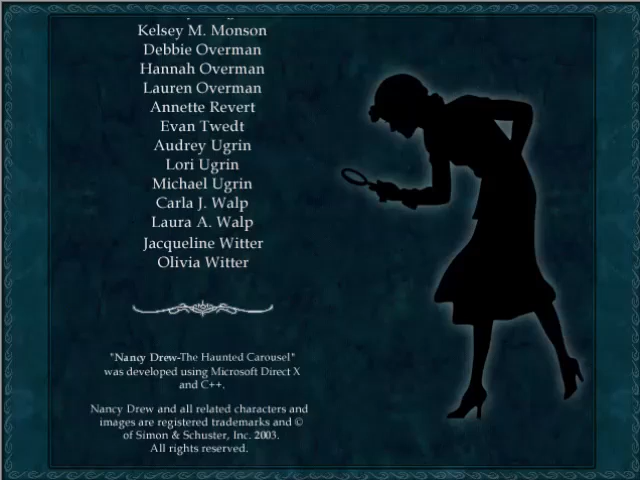 Kelsey M. Monson
Debbie Overman
Hannah Overman
Lauren Overman
Annette Revert
Evan Twedt
Audrey Ugrin
Lori Ugrin
Michael Ugrin
Carla J. Walp
Laura A. Walp
Jacqueline Witter
Olivia Witter
"Nancy Drew-The Haunted Carousel"
was developed using Microsoft Direct X
and C++.
Nancy Drew and all related characters and
images are registered trademarks and ©
of Simon & Schuster, Inc. 2003.
All rights reserved.